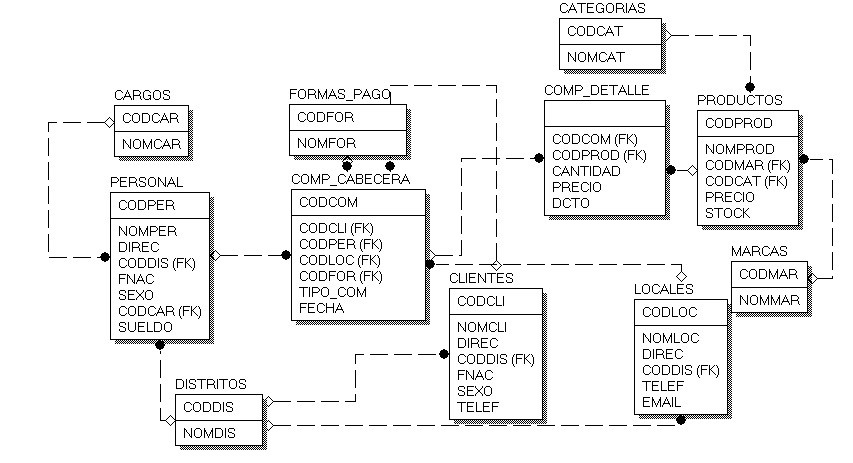 CATEGORIAS
CODCAT
NOMCAT
CARGOS
CODCAR
NOMCAR
FORMAS_PAGO
CODFOR
NOMFOR
COMP_DETALLE
CODCOM (FK)
CODPROD (FK)
CANTIDAD
PRECIO
DCTO
PRODUCTOS
CODPROD
NOMPROD
CODMAR (FK)
CODCAT (FK)
PRECIO
STOCK
PERSONAL
CODPER
NOMPER
DIREC
CODDIS (FK)
FNAC
SEXO
CODCAR (FK)
SUELDO
COMP_CABECERA
CODCOM
CODCLI (FK)
CODPER (FK)
CODLOC (FK)
CODFOR (FK)
TIPO_COM
FECHA
MARCAS
CODMAR
NOMMAR
CLIENTES
CODCLI
NOMCLI
DIREC
CODDIS (FK)
FNAC
SEXO
TELEF
LOCALES
CODLOC
NOMLOC
DIREC
CODDIS (FK)
TELEF
EMAIL
DISTRITOS
CODDIS
NOMDIS